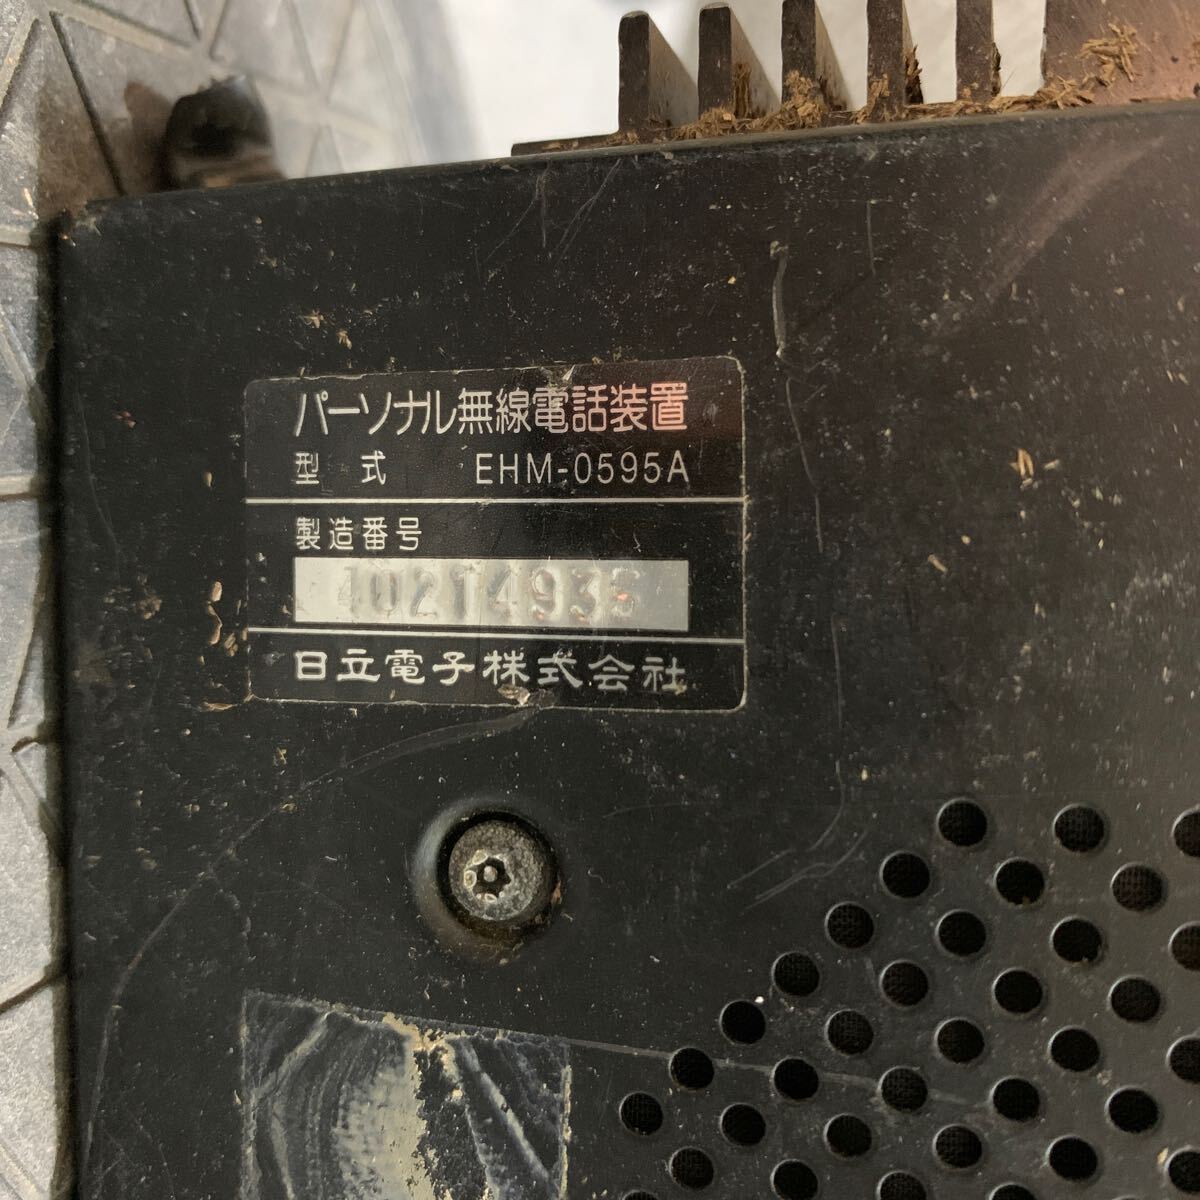 パーソナル無線電話装置
型式 EHM-0595A
製造番号
40214935
日立電子株式会社